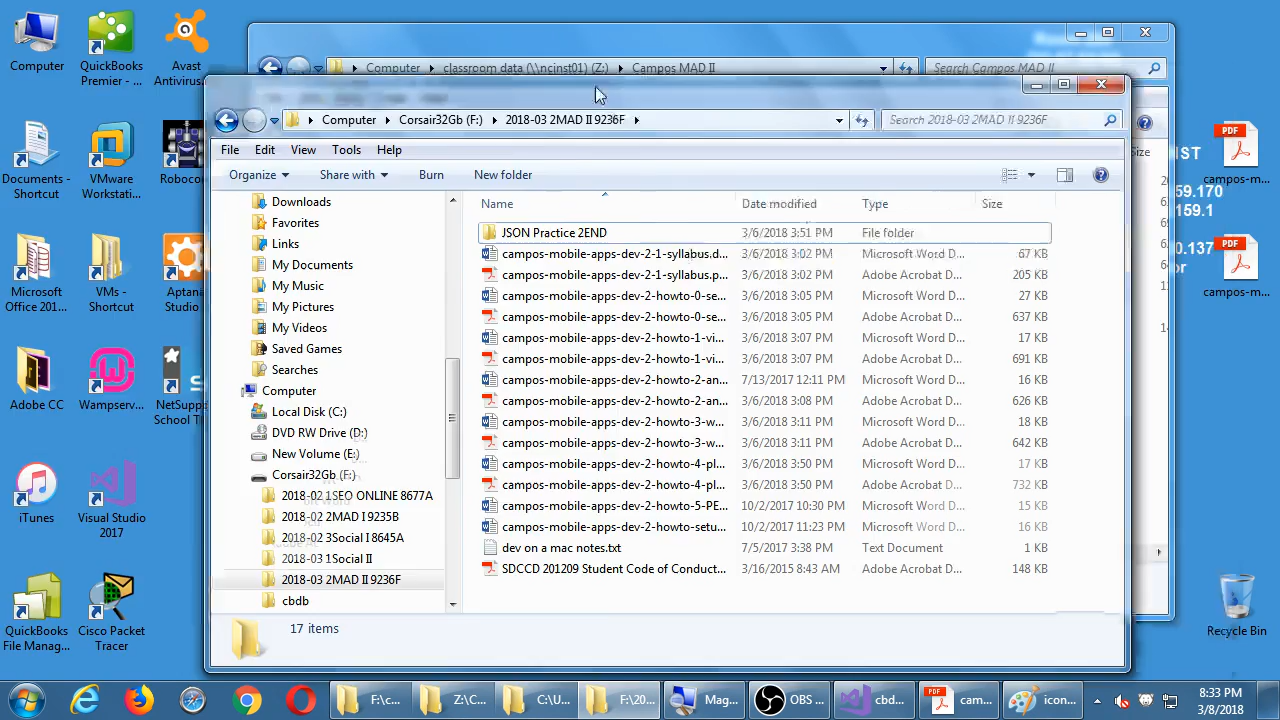 Computer
QuickBooks
Premier - ...
Avast
Antivirus...
Documents -
Shortcut
VMware
Workstati...
Roboco
Microsoft
Office 201...
VMs -
Shortcut
Aptana
Studi
Adobe CC
Wampserv...
NetSuppo
School T
iTunes
Visual Studio
2017
QuickBooks
File Manag...
Cisco Packet
Tracer
Computer
classroom data (\\ncinst01) (Z:)
Campos MAD II
Search Campos MAD II
Size
Computer
Corsair32Gb (F:)
2018-03 2MAD II 9236F
Search 2018-03 2MAD II 9236F
File Edit View Tools Help
Organize Share with Burn New folder
Name Date modified Type Size
JSON Practice 2END 3/6/2018 3:51 PM File folder
campos-mobile-apps-dev-2-1-syllabus.d... 3/6/2018 3:02 PM Microsoft Word D... 67 KB
campos-mobile-apps-dev-2-1-syllabus.p... 3/6/2018 3:02 PM Adobe Acrobat D... 205 KB
campos-mobile-apps-dev-2-howto-0-se... 3/6/2018 3:05 PM Microsoft Word D... 27 KB
campos-mobile-apps-dev-2-howto-0-se... 3/6/2018 3:05 PM Adobe Acrobat D... 637 KB
campos-mobile-apps-dev-2-howto-1-vi... 3/6/2018 3:07 PM Microsoft Word D... 17 KB
campos-mobile-apps-dev-2-howto-1-vi... 3/6/2018 3:07 PM Adobe Acrobat D... 691 KB
campos-mobile-apps-dev-2-howto-2-an... 7/13/2017 12:11 PM Microsoft Word D... 16 KB
campos-mobile-apps-dev-2-howto-2-an... 3/6/2018 3:08 PM Adobe Acrobat D... 626 KB
campos-mobile-apps-dev-2-howto-3-w... 3/6/2018 3:11 PM Microsoft Word D... 18 KB
campos-mobile-apps-dev-2-howto-3-w... 3/6/2018 3:11 PM Adobe Acrobat D... 642 KB
campos-mobile-apps-dev-2-howto-4-pl... 3/6/2018 3:50 PM Microsoft Word D... 17 KB
campos-mobile-apps-dev-2-howto-4-pl... 3/6/2018 3:50 PM Adobe Acrobat D... 732 KB
campos-mobile-apps-dev-2-howto-5-PE... 10/2/2017 10:30 PM Microsoft Word D... 15 KB
campos-mobile-apps-dev-2-howto-setu... 10/2/2017 11:23 PM Microsoft Word D... 16 KB
dev on a mac notes.txt 7/5/2017 3:38 PM Text Document 1 KB
SDCCD 201209 Student Code of Conduct... 3/16/2015 8:43 AM Adobe Acrobat D... 148 KB
Downloads
Favorites
Links
My Documents
My Music
My Pictures
My Videos
Saved Games
Searches
Computer
Local Disk (C:)
DVD RW Drive (D:)
New Volume (E:)
Corsair32Gb (F:)
2018-02 1SEO ONLINE 8677A
2018-02 2MAD I 9235B
2018-02 3Social I 8645A
2018-03 1Social II
2018-03 2MAD II 9236F
cbdb
17 items
IST
59.170
159.1
0.137
or
campos-m...
campos-m...
Recycle Bin
F:\c...
Z:\C...
C:\U...
F:\20...
Mag...
OBS ...
cbd...
cam...
icon...
8:33 PM
3/8/2018